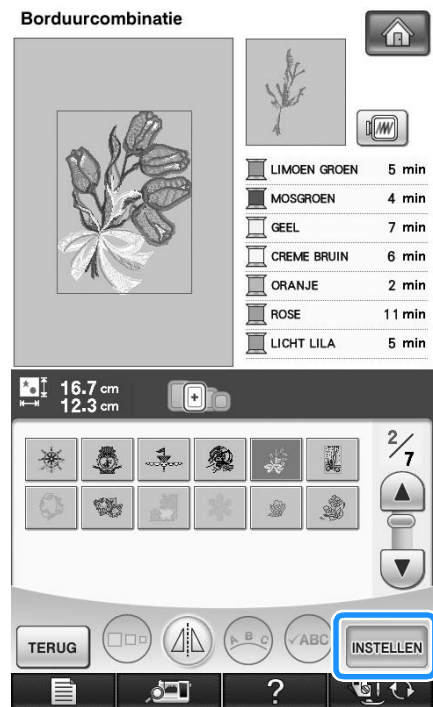 Borduurcombinatie
LIMOEN GROEN 5 min
MOSGROEN 4 min
GEEL 7 min
CREME BRUIN 6 min
ORANJE 2 min
ROSE 11 min
LICHT LILA 5 min
16.7 cm
12.3 cm
2/7
TERUG
A B C
✓ABC
INSTELLEN
?